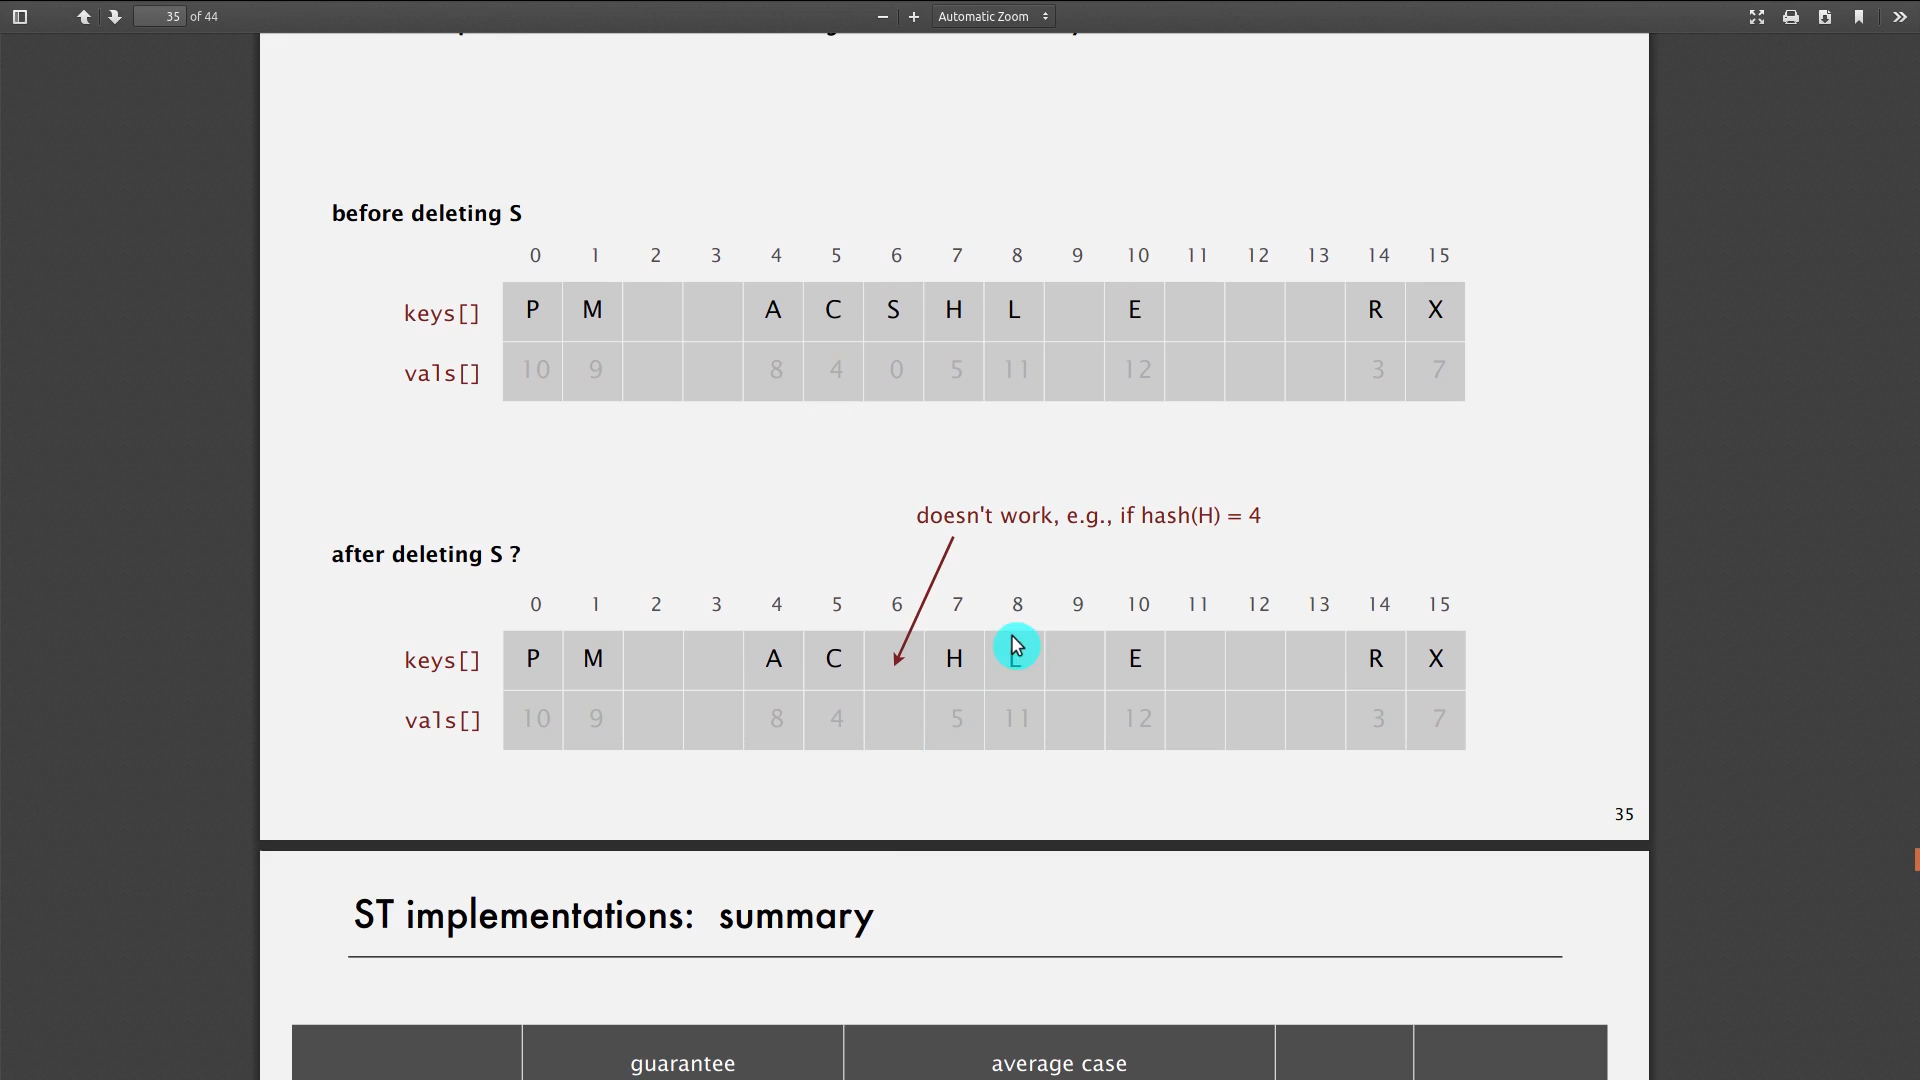 35 of 44 Automatic Zoom
before deleting S
0 1 2 3 4 5 6 7 8 9 10 11 12 13 14 15
keys[] P M A C S H L E R X
vals[] 10 9 8 4 0 5 11 12 3 7
doesn't work, e.g., if hash(H) = 4
after deleting S ?
0 1 2 3 4 5 6 7 8 9 10 11 12 13 14 15
keys[] P M A C H L E R X
vals[] 10 9 8 4 5 11 12 3 7
35
ST implementations: summary
guarantee average case